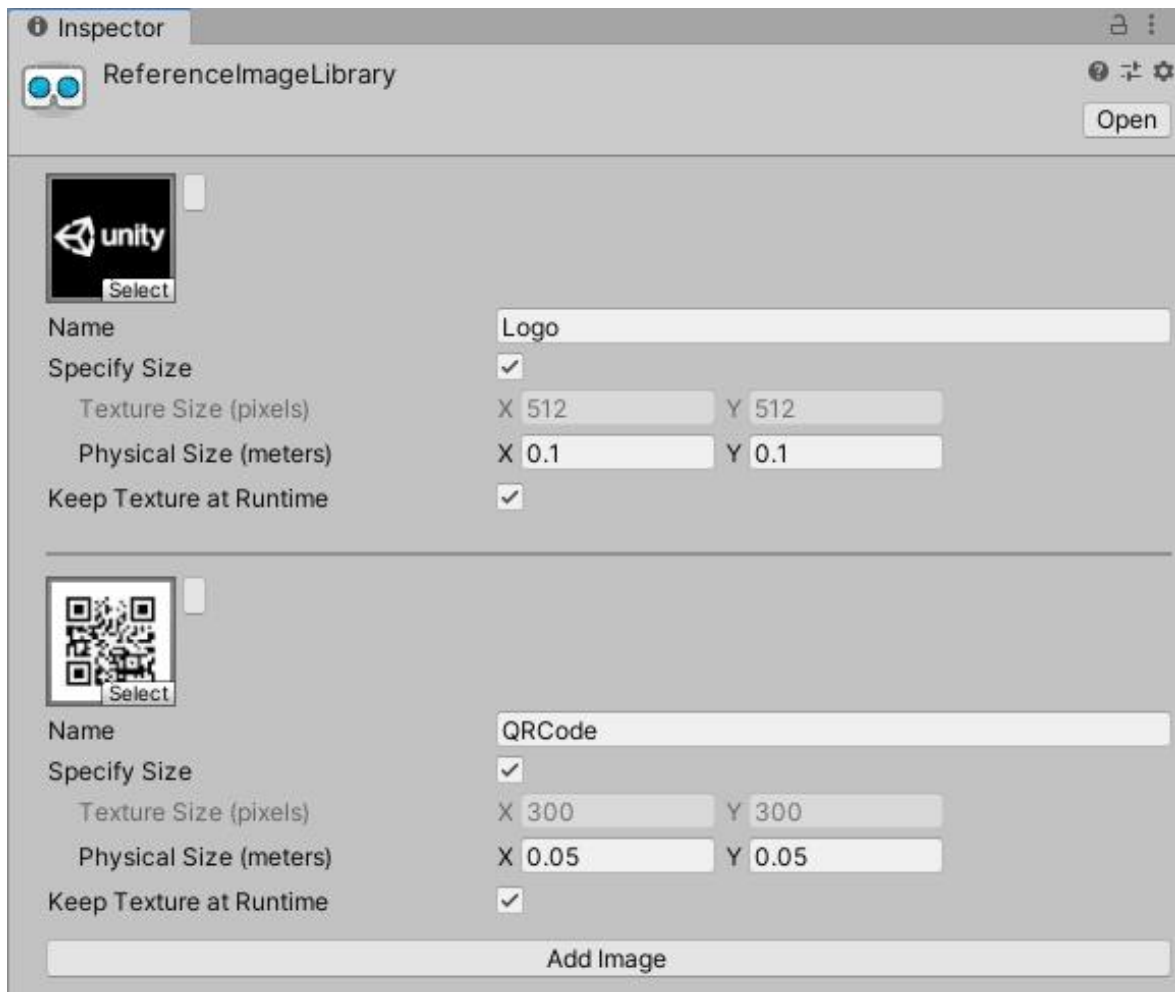 Inspector
ReferenceImageLibrary
Open
unity
Select
Name Logo
Specify Size
Texture Size (pixels) X 512 Y 512
Physical Size (meters) X 0.1 Y 0.1
Keep Texture at Runtime
Select
Name QRCode
Specify Size
Texture Size (pixels) X 300 Y 300
Physical Size (meters) X 0.05 Y 0.05
Keep Texture at Runtime
Add Image